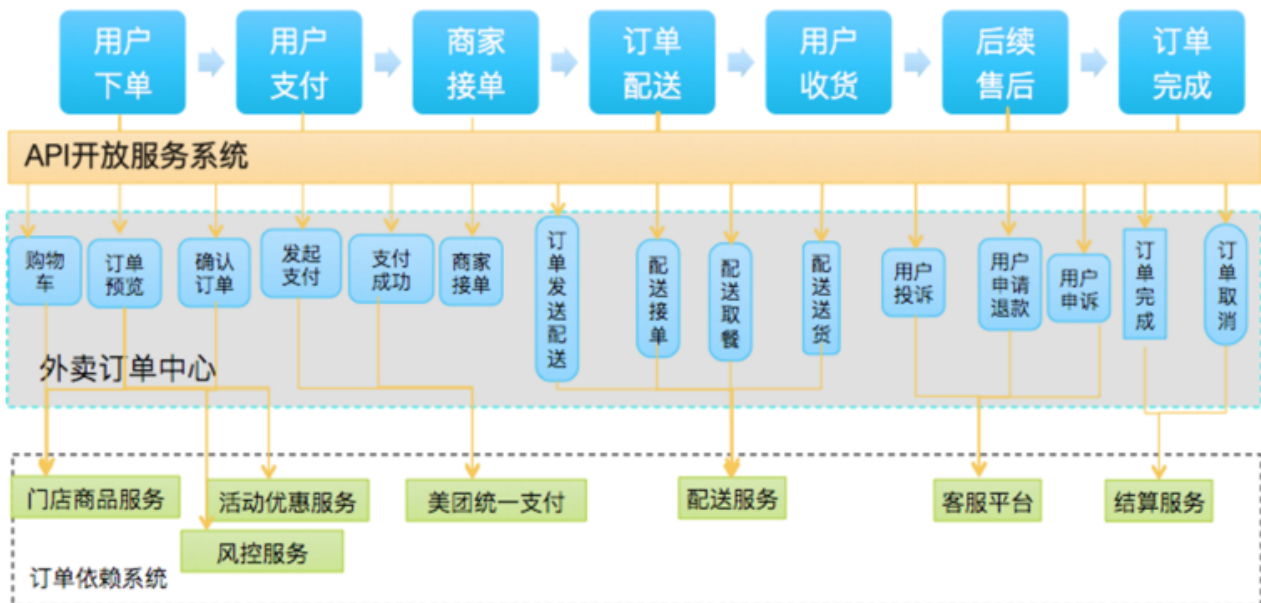 用户
下单
用户
支付
商家
接单
订单
配送
用户
收货
后续
售后
订单
完成
API开放服务系统
购物
车
订单
预览
确认
订单
发起
支付
支付
成功
商家
接单
订单发送配送
配送接单
配送取餐
配送送货
用户
投诉
用户
申请
退款
用户
申诉
订单完成
订单取消
外卖订单中心
门店商品服务
活动优惠服务
美团统一支付
配送服务
客服平台
结算服务
风控服务
订单依赖系统